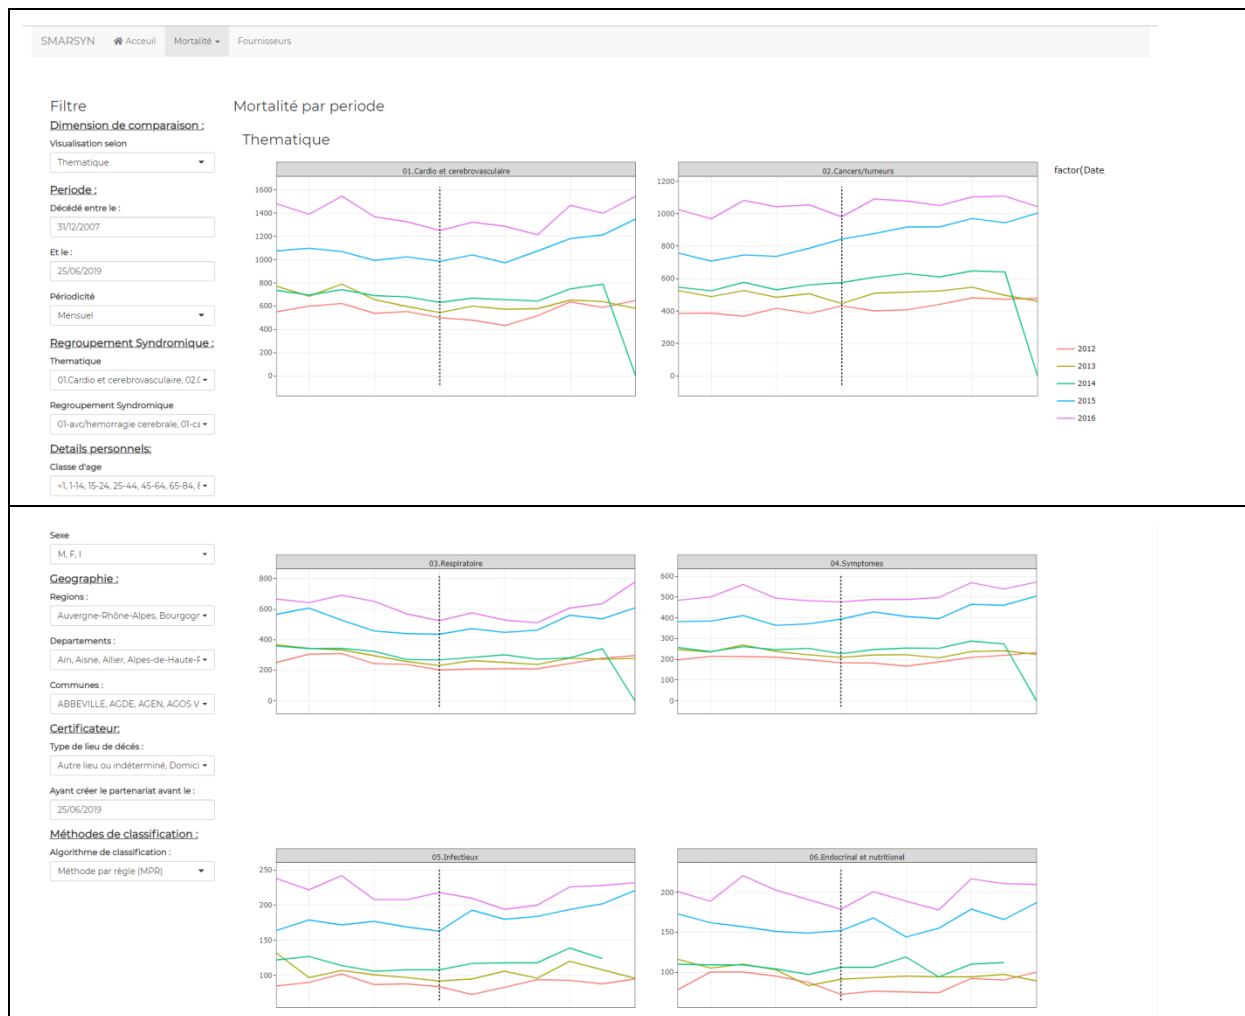 SMARSYN Acceuil Mortalité Fournisseurs
Filtre
Dimension de comparaison :
Visualisation selon
Thematique
Periode :
Décédé entre le :
31/12/2007
Et le :
25/06/2019
Périodicité
Mensuel
Regroupement Syndromique :
Thematique
01.Cardio et cerebrovasculaire, 02.(
Regroupement Syndromique
01-avc/hemorragie cerebrale, 01-ca
Details personnels:
Classe d'age
<1, 1-14, 15-24, 25-44, 45-64, 65-84, 8
Mortalité par periode
Thematique
01.Cardio et cerebrovasculaire
1600
1400
1200
1000
800
600
400
200
0
02.Cancers/tumeurs
1200
1000
800
600
400
200
0
factor(Date
2012
2013
2014
2015
2016
Sexe
M, F, I
Geographie :
Regions :
Auvergne-Rhône-Alpes, Bourgogr
Departements :
Ain, Aisne, Allier, Alpes-de-Haute-F
Communes :
ABBEVILLE, AGDE, AGEN, AGOS V
Certificateur:
Type de lieu de décés :
Autre lieu ou indéterminé, Domici
Ayant créer le partenariat avant le :
25/06/2019
Méthodes de classification :
Algorithme de classification :
Méthode par règle (MPR)
03.Respiratoire
800
600
400
200
0
04.Symptomes
600
500
400
300
200
100
0
05.Infectieux
250
200
150
100
06.Endocrinal et nutritionel
200
150
100